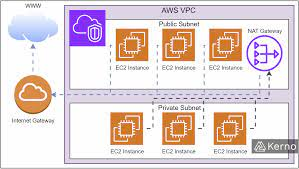 WWW
AWS VPC
Public Subnet
NAT Gateway
EC2 Instance
EC2 Instance
EC2 Instance
Internet Gateway
Private Subnet
EC2 Instance
EC2 Instance
EC2 Instance
Kerno